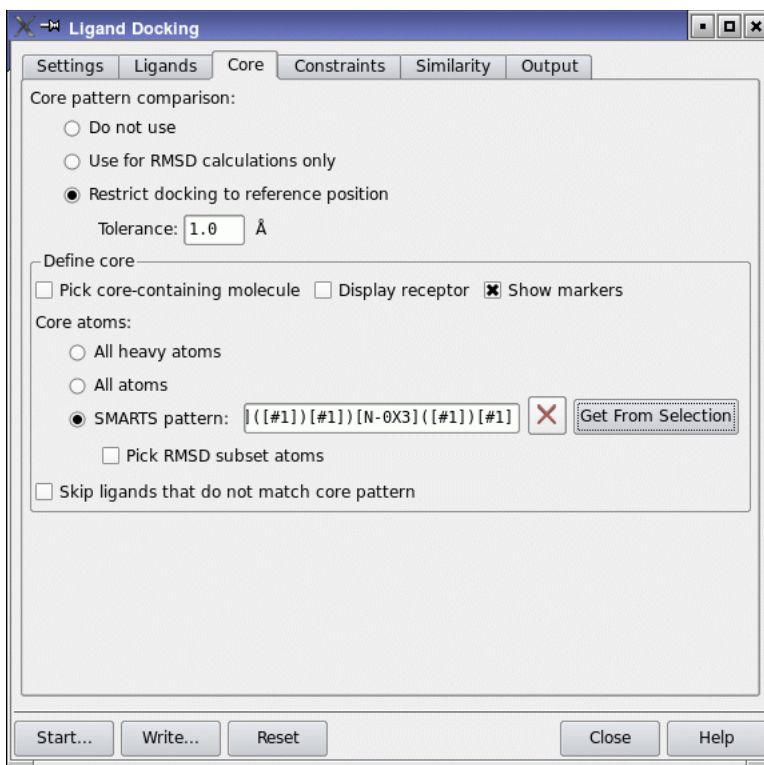 Ligand Docking
Settings Ligands Core Constraints Similarity Output
Core pattern comparison:
Do not use
Use for RMSD calculations only
Restrict docking to reference position
Tolerance: 1.0 Å
Define core
Pick core-containing molecule Display receptor Show markers
Core atoms:
All heavy atoms
All atoms
SMARTS pattern: ]([#1])[#1])[N-0X3]([#1])[#1] Get From Selection
Pick RMSD subset atoms
Skip ligands that do not match core pattern
Start... Write... Reset Close Help